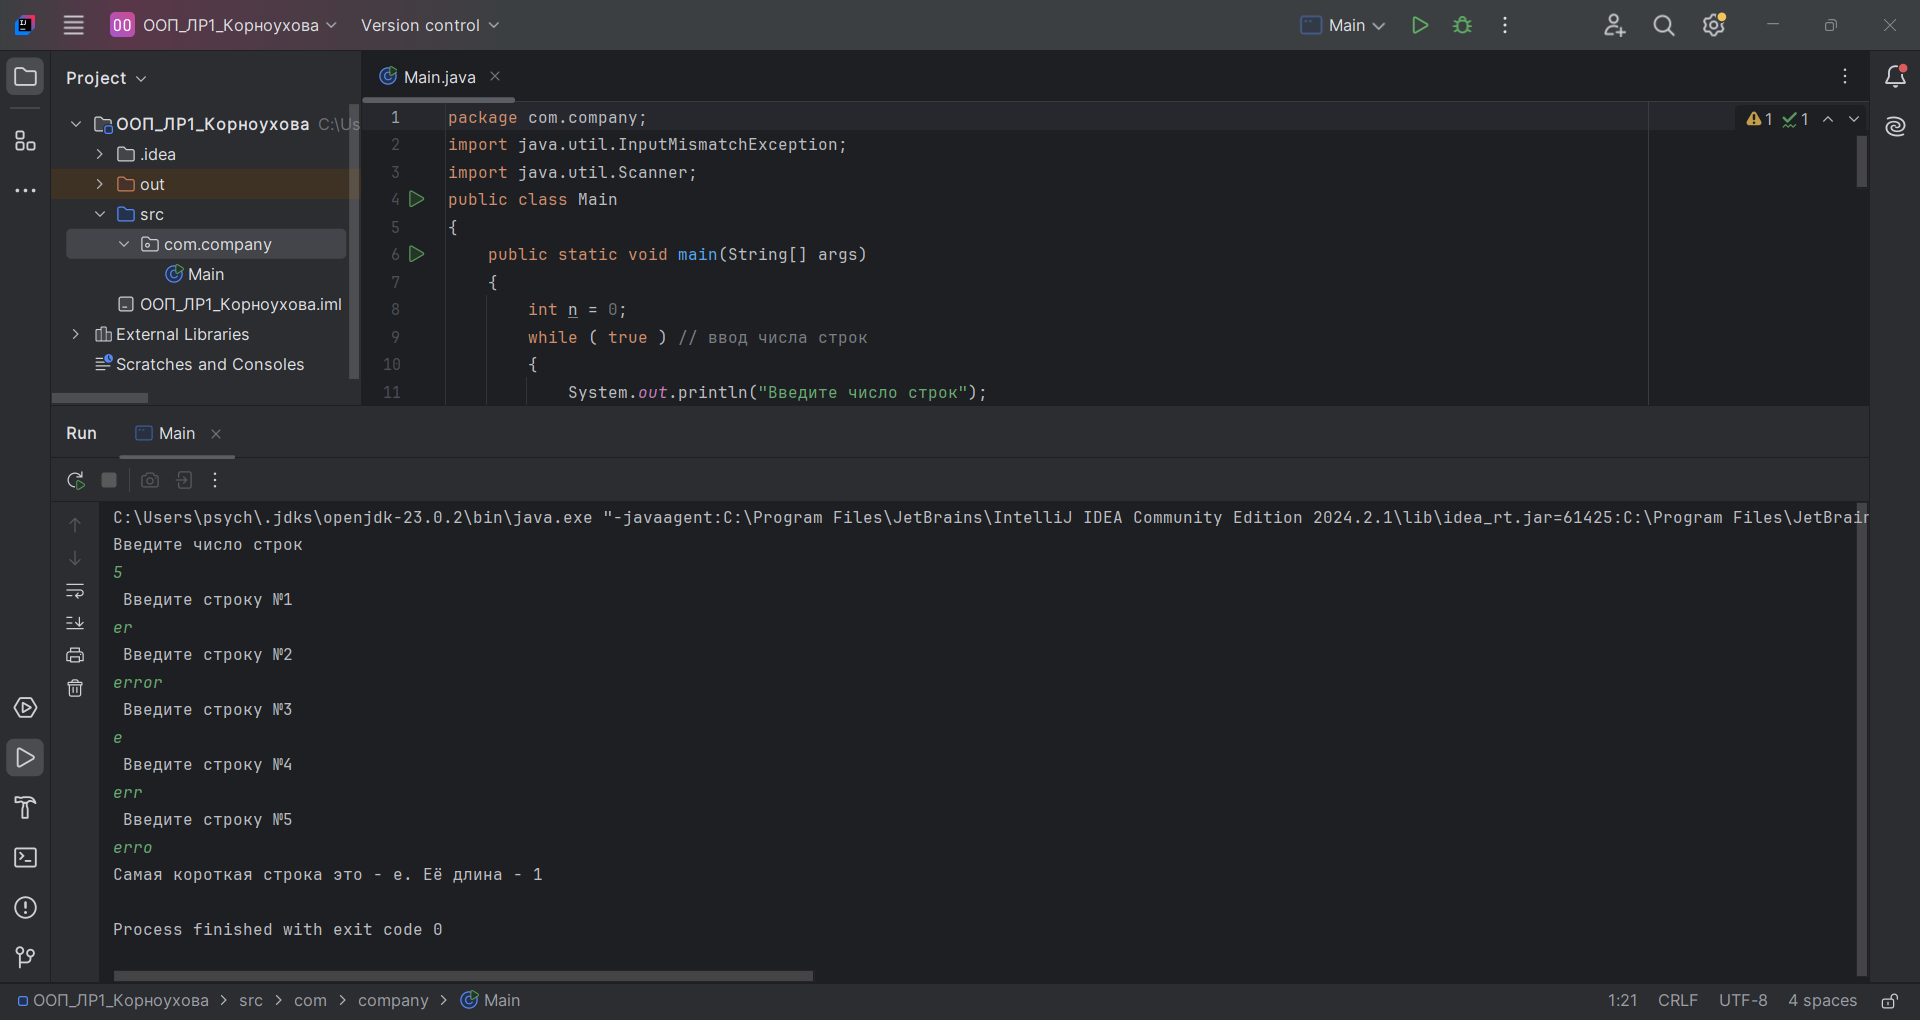 ООП_ЛР1_Корноухова Version control Main
Project
ООП_ЛР1_Корноухова C:\Us
.idea
out
src
com.company
Main
ООП_ЛР1_Корноухова.iml
External Libraries
Scratches and Consoles
Main.java
1 package com.company;
2 import java.util.InputMismatchException;
3 import java.util.Scanner;
4 public class Main
5 {
6 public static void main(String[] args)
7 {
8 int n = 0;
9 while ( true ) // ввод числа строк
10 {
11 System.out.println("Введите число строк");
1 1
Run Main
C:\Users\psych\.jdks\openjdk-23.0.2\bin\java.exe "-javaagent:C:\Program Files\JetBrains\IntelliJ IDEA Community Edition 2024.2.1\lib\idea_rt.jar=61425:C:\Program Files\JetBrain
Введите число строк
5
Введите строку №1
er
Введите строку №2
error
Введите строку №3
e
Введите строку №4
err
Введите строку №5
erro
Самая короткая строка это - e. Её длина - 1
Process finished with exit code 0
ООП_ЛР1_Корноухова > src > com > company > Main
1:21 CRLF UTF-8 4 spaces